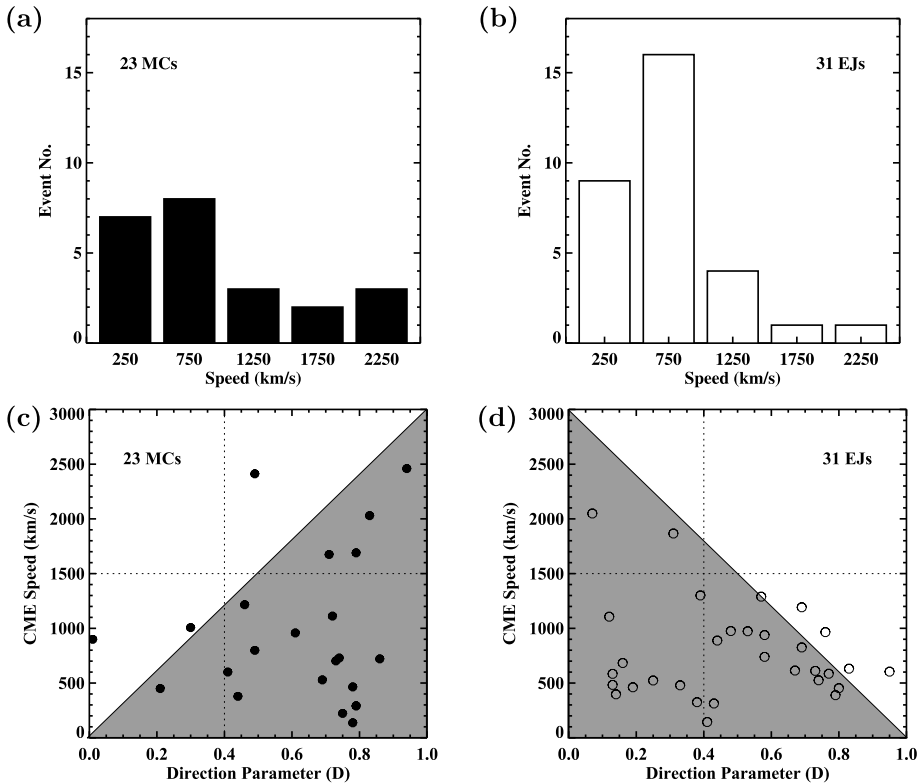 (a)
23 MCs
15
10
5
0
Event No.
250 750 1250 1750 2250
Speed (km/s)
(b)
31 EJs
15
10
5
0
Event No.
250 750 1250 1750 2250
Speed (km/s)
(c)
23 MCs
3000
2500
2000
1500
1000
500
0
CME Speed (km/s)
0.0 0.2 0.4 0.6 0.8 1.0
Direction Parameter (D)
(d)
31 EJs
3000
2500
2000
1500
1000
500
0
CME Speed (km/s)
0.0 0.2 0.4 0.6 0.8 1.0
Direction Parameter (D)